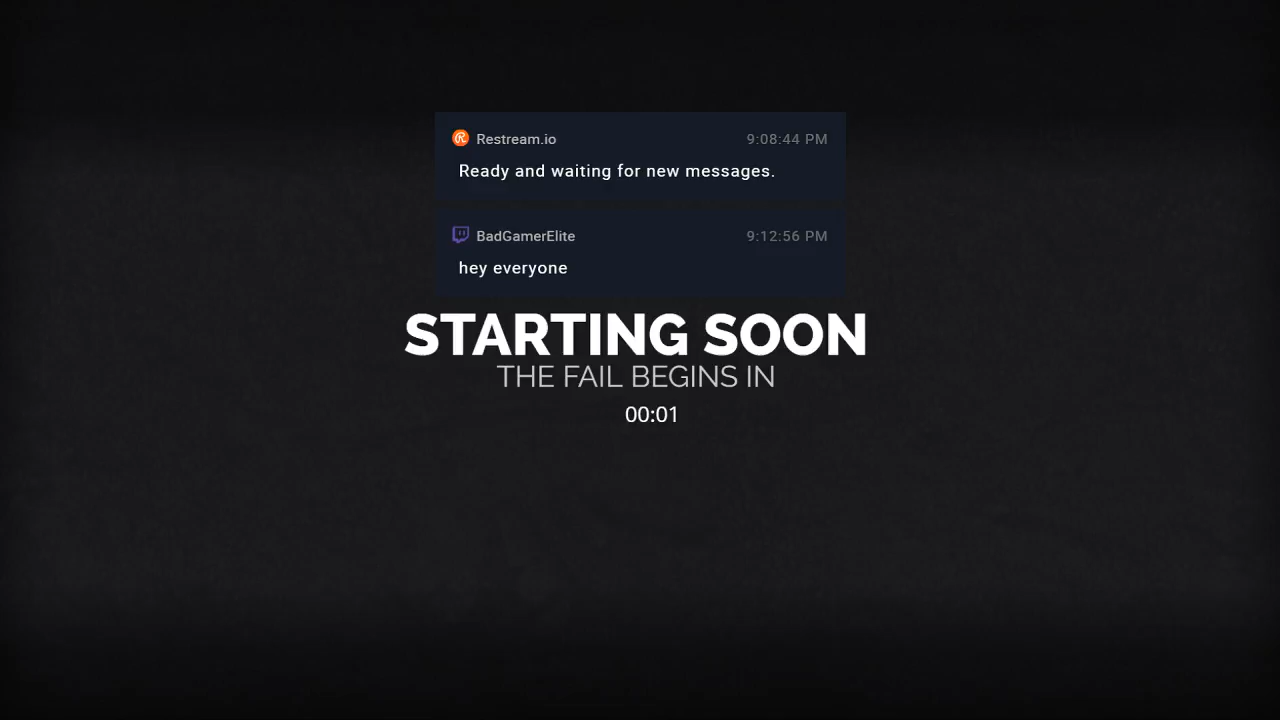 Restream.io 9:08:44 PM
Ready and waiting for new messages.
BadGamerElite 9:12:56 PM
hey everyone
STARTING SOON
THE FAIL BEGINS IN
00:01